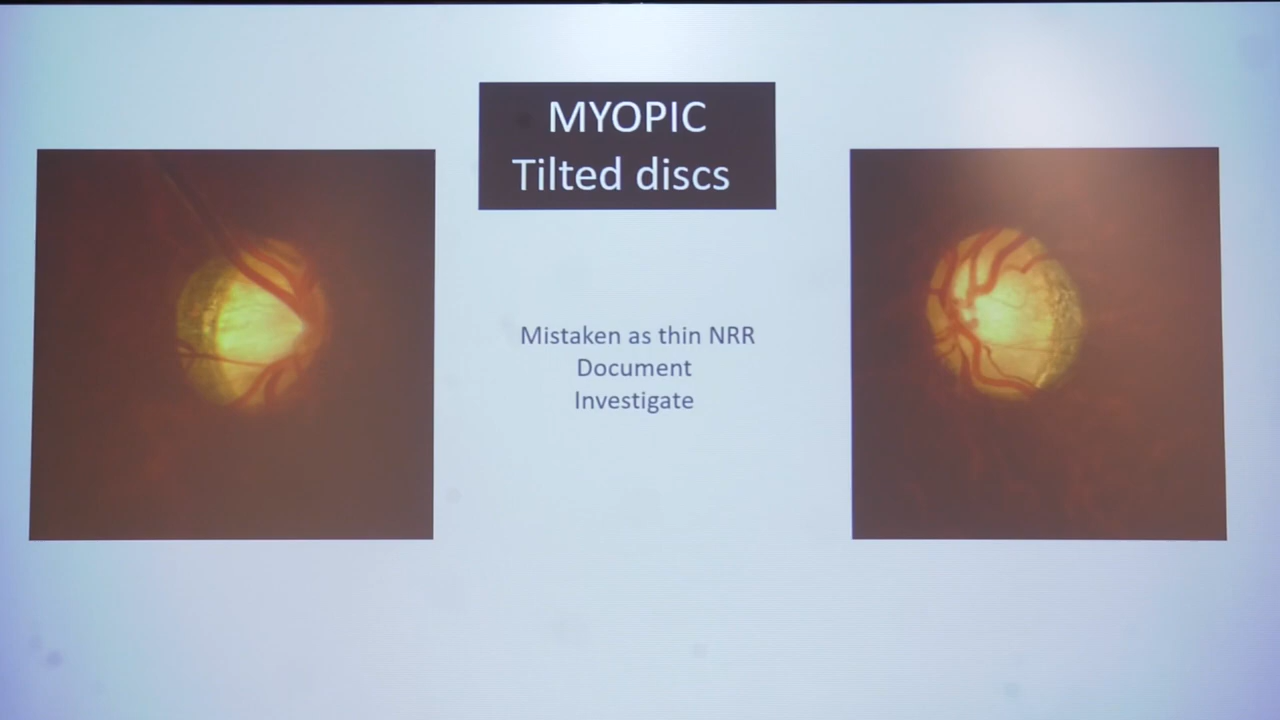 MYOPIC
Tilted discs
Mistaken as thin NRR
Document
Investigate